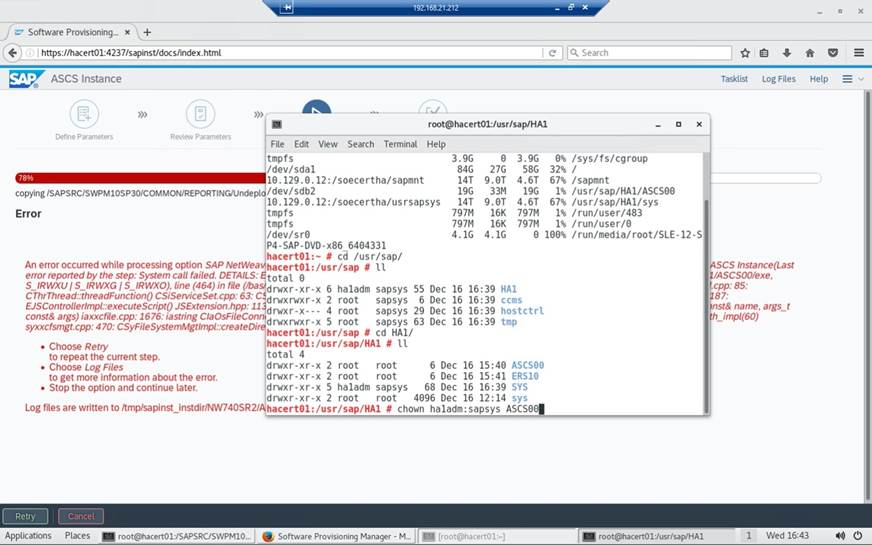 192.168.21.212
Software Provisioning...
https://hacert01:4237/sapinst/docs/index.html
Search
SAP ASCS Instance
Tasklist Log Files Help
Define Parameters
Review Parameters
78%
copying /SAPSRC/SWPM10SP30/COMMON/REPORTING/Undeplo
Error
An error occurred while processing option SAP NetWeav
ASCS Instance(Last
error reported by the step: System call failed. DETAILS: E
1/ASCS00/exe,
S_IRWXU | S_IRWXG | S_IRWXO), line (464) in file (/bas
pl.cpp: 85:
CThrThread::threadFunction() CSiServiceSet.cpp: 63: CS
187:
EJSControllerImpl::executeScript() JSExtension.hpp: 113
const& name, args_t
const& args) iaxxcfile.cpp: 1676: iastring CIaOsFileConnec
th_impl(60)
syxxcfsmgt.cpp: 470: CSyFileSystemMgtImpl::createDire
• Choose Retry
to repeat the current step.
• Choose Log Files
to get more information about the error.
• Stop the option and continue later.
Log files are written to /tmp/sapinst_instdir/NW740SR2/A
root@hacert01:/usr/sap/HA1
File Edit View Search Terminal Help
tmpfs 3.9G 0 3.9G 0% /sys/fs/cgroup
/dev/sda1 84G 27G 58G 32% /
10.129.0.12:/soecertha/sapmnt 14T 9.0T 4.6T 67% /sapmnt
/dev/sdb2 19G 33M 19G 1% /usr/sap/HA1/ASCS00
10.129.0.12:/soecertha/usrsapsys 14T 9.0T 4.6T 67% /usr/sap/HA1/sys
tmpfs 797M 16K 797M 1% /run/user/483
tmpfs 797M 16K 797M 1% /run/user/0
/dev/sr0 4.1G 4.1G 0 100% /run/media/root/SLE-12-S
P4-SAP-DVD-x86_6404331
hacert01:~ # cd /usr/sap/
hacert01:/usr/sap # ll
total 0
drwxr-xr-x 6 ha1adm sapsys 55 Dec 16 16:39 HA1
drwxrwxr-x 2 root sapsys 6 Dec 16 16:39 ccms
drwxr-x--- 4 root sapsys 29 Dec 16 16:39 hostctrl
drwxrwxr-x 5 root sapsys 63 Dec 16 16:39 tmp
hacert01:/usr/sap # cd HA1/
hacert01:/usr/sap/HA1 # ll
total 4
drwxr-xr-x 2 root root 6 Dec 16 15:40 ASCS00
drwxr-xr-x 2 root root 6 Dec 16 15:41 ERS10
drwxr-xr-x 5 ha1adm sapsys 68 Dec 16 16:39 SYS
drwxr-xr-x 2 root root 4096 Dec 16 12:14 sys
hacert01:/usr/sap/HA1 # chown ha1adm:sapsys ASCS00
Retry Cancel
Applications Places root@hacert01:/SAPSRC/SWPM10... Software Provisioning Manager - M... [root@hacert01:~] root@hacert01:/usr/sap/HA1 1 Wed 16:43